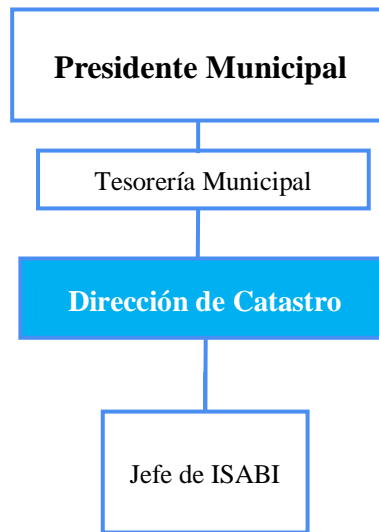 Presidente Municipal
Tesorería Municipal
Dirección de Catastro
Jefe de ISABI